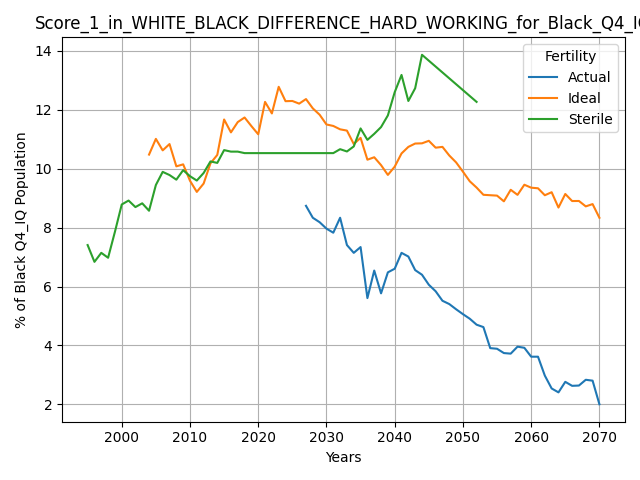 Score_1_in_WHITE_BLACK_DIFFERENCE_HARD_WORKING_for_Black_Q4_IQ
Fertility
Actual
Ideal
Sterile
14
12
10
8
6
4
2
% of Black Q4_IQ Population
2000 2010 2020 2030 2040 2050 2060 2070
Years